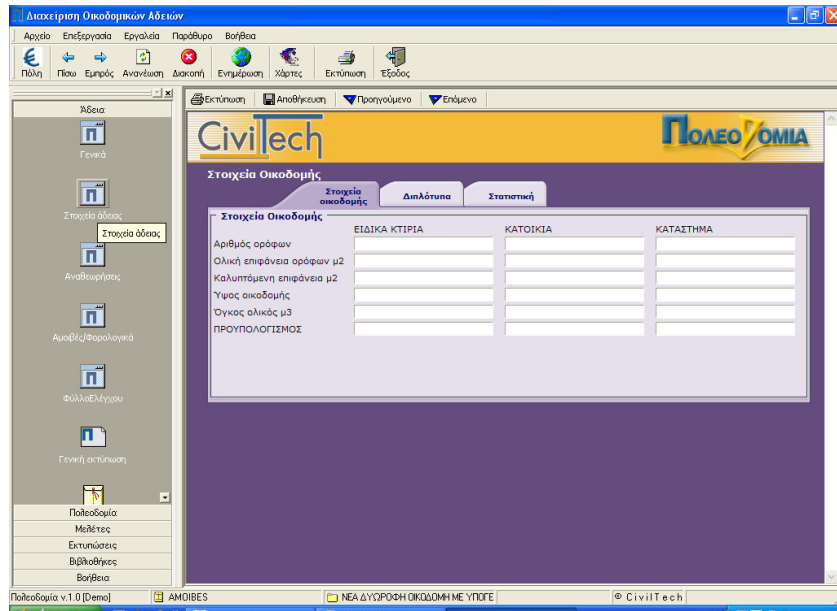 Διαχείριση Οικοδομικών Αδειών
Αρχείο Επεξεργασία Εργαλεία Παράθυρο Βοήθεια
Πόλη Πίσω Εμπρός Ανανέωση Διακοπή Ενημέρωση Χάρτες Εκτύπωση Έξοδος
Άδεια
Γενικά
Στοιχεία άδειας
Στοιχεία άδειας
Αναθεωρήσεις
Αμοιβές/Φορολογικά
ΦύλλοΕλέγχου
Γενική εκτύπωση
Πολεοδομία
Μελέτες
Εκτυπώσεις
Βιβλιοθήκες
Βοήθεια
Εκτύπωση Αποθήκευση Προηγούμενο Επόμενο
CiviTech ΠΟΛΕΟΝΟΜΙΑ
Στοιχεία Οικοδομής
Στοιχεία οικοδομής Διπλότυπα Στατιστική
Στοιχεία Οικοδομής
ΕΙΔΙΚΑ ΚΤΙΡΙΑ ΚΑΤΟΙΚΙΑ ΚΑΤΑΣΤΗΜΑ
Αριθμός ορόφων
Ολική επιφάνεια ορόφων μ2
Καλυπτόμενη επιφάνεια μ2
Ύψος οικοδομής
Όγκος ολικός μ3
ΠΡΟΥΠΟΛΟΓΙΣΜΟΣ
Πολεοδομία v.1.0 [Demo] AMOIBES ΝΕΑ ΔΥΩΡΟΦΗ ΟΙΚΟΔΟΜΗ ΜΕ ΥΠΟΓΕ © CivilTech